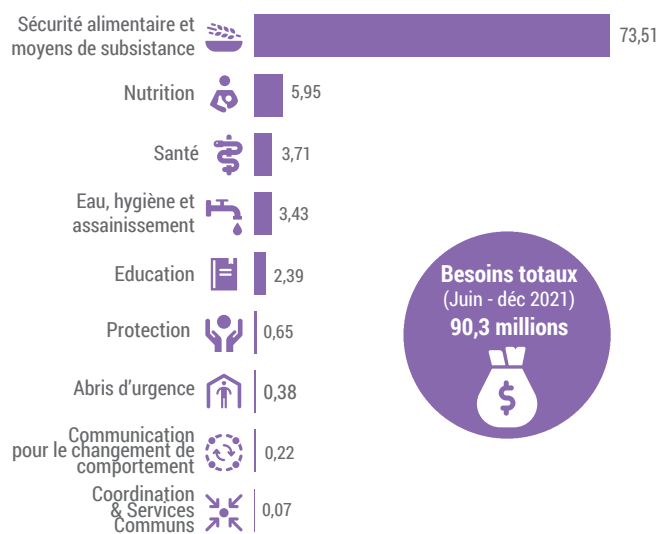 Sécurité alimentaire et
moyens de subsistance
73,51
Nutrition
5,95
Santé
3,71
Eau, hygiène et
assainissement
3,43
Education
2,39
Protection
0,65
Abris d'urgence
0,38
Communication
pour le changement de
comportement
0,22
Coordination
& Services
Communs
0,07
Besoins totaux
(Juin - déc 2021)
90,3 millions
$